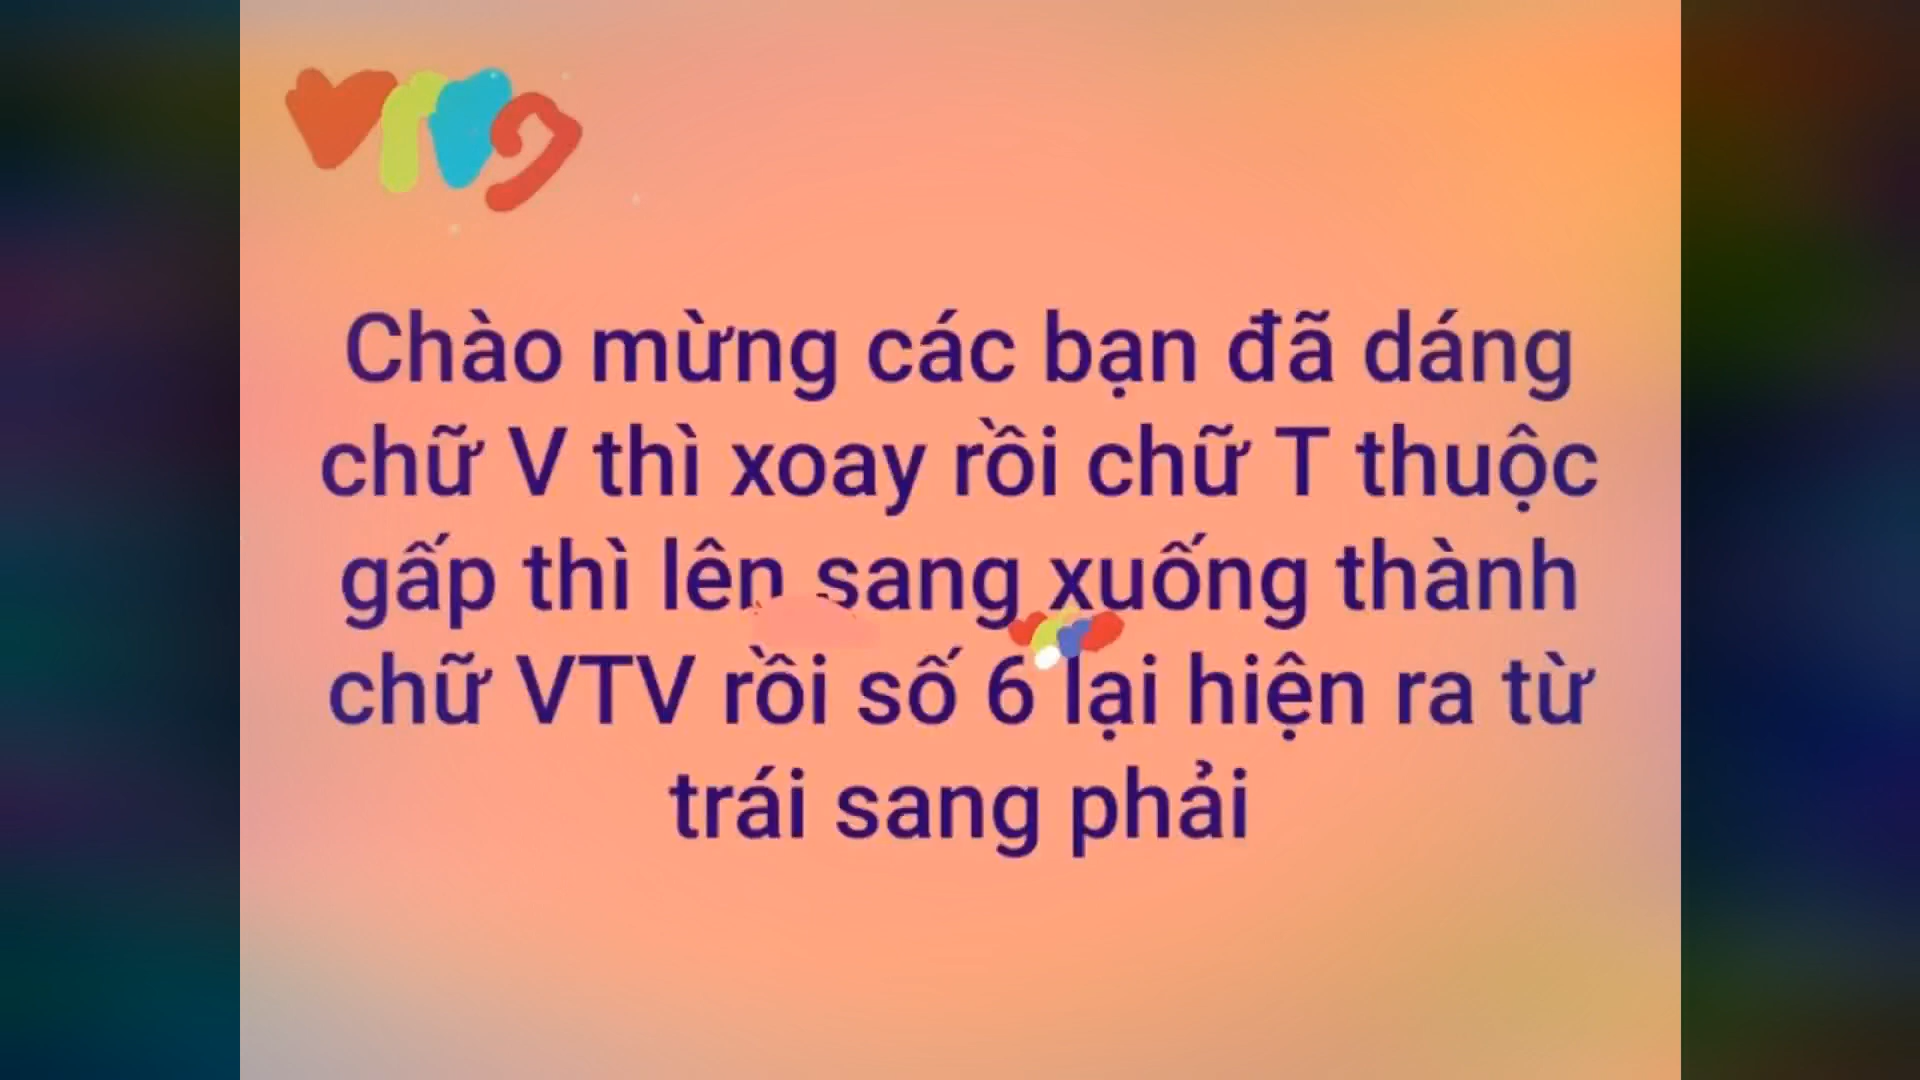 Chào mừng các bạn đã dáng
chữ V thì xoay rồi chữ T thuộc
gấp thì lên sang xuống thành
chữ VTV rồi số 6 lại hiện ra từ
trái sang phải